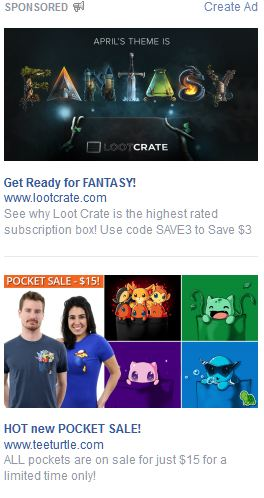 SPONSORED
Create Ad
APRIL'S THEME IS
FANTASY
LOOTCRATE
Get Ready for FANTASY!
www.lootcrate.com
See why Loot Crate is the highest rated
subscription box! Use code SAVE3 to Save $3
POCKET SALE - $15!
HOT new POCKET SALE!
www.teeturtle.com
ALL pockets are on sale for just $15 for a
limited time only!